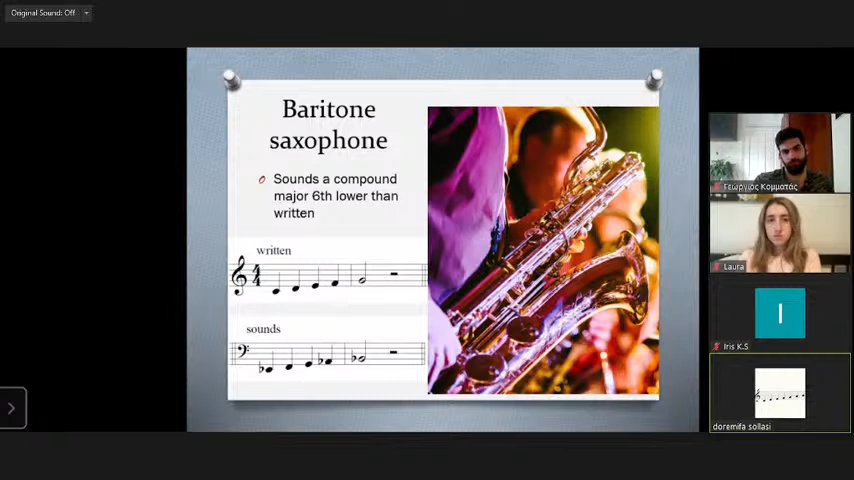 Original Sound: Off
Baritone
saxophone
Sounds a compound
major 6th lower than
written
written
sounds
Γεώργιος Κομματάς
Laura
I
Iris K.S
doremifa sollasi